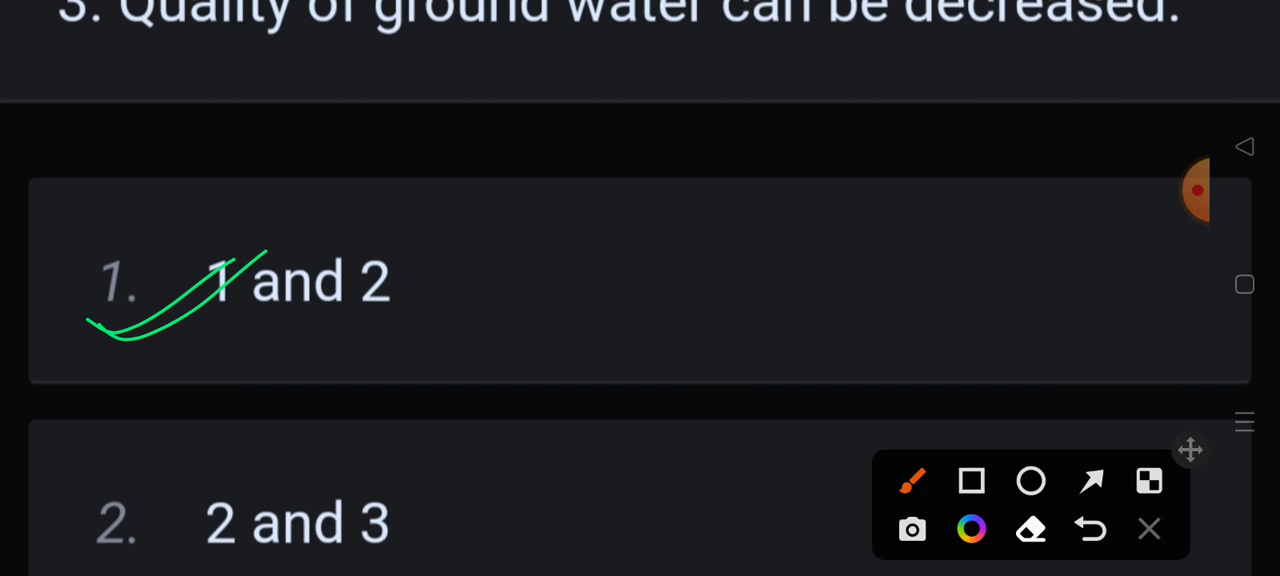 3. Quality of ground water can be decreased.
1. 1 and 2
2. 2 and 3